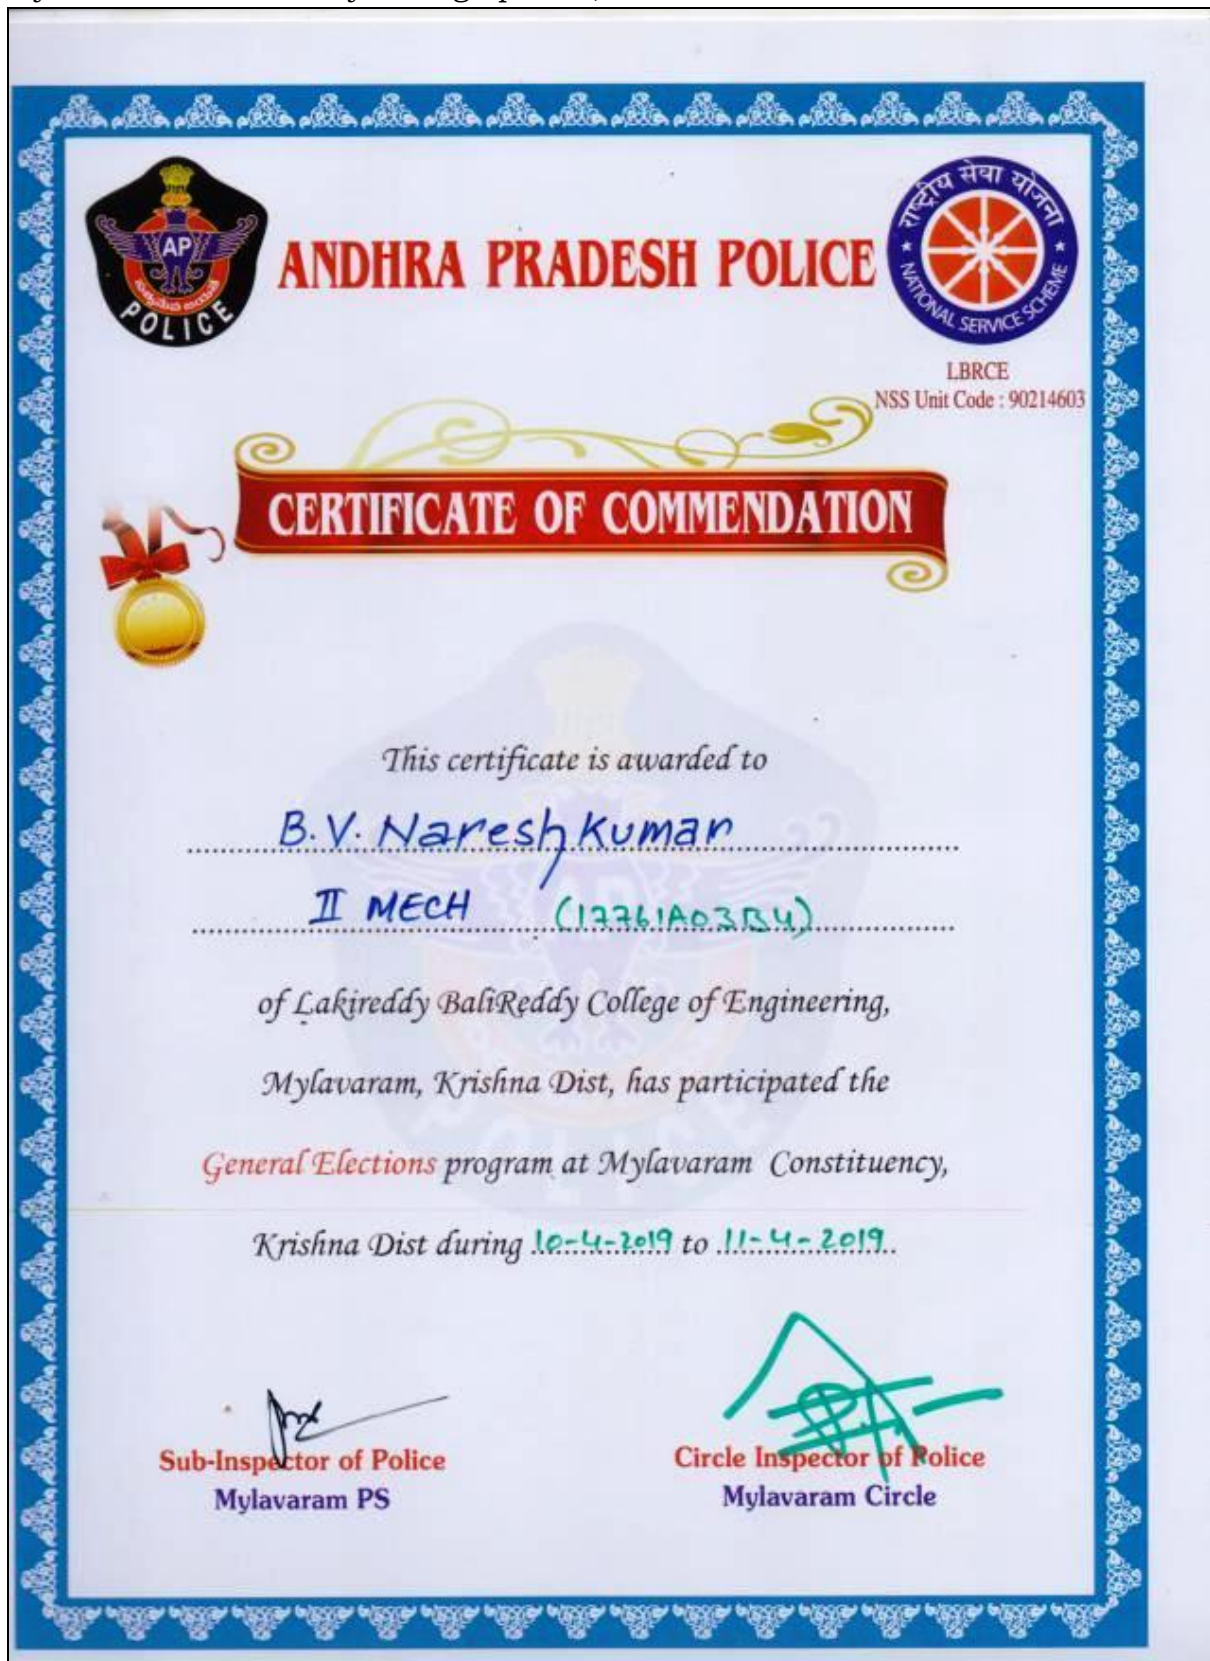 AP
POLICE
ANDHRA PRADESH POLICE
राष्ट्रीय सेवा योजना
NATIONAL SERVICE SCHEME
LBRCE
NSS Unit Code : 90214603
CERTIFICATE OF COMMENDATION
This certificate is awarded to
B.V. Naresh Kumar
II MECH (17761A03B4)
of Lakireddy BaliReddy College of Engineering,
Mylavaram, Krishna Dist, has participated the
General Elections program at Mylavaram Constituency,
Krishna Dist during 10-4-2019 to 11-4-2019
Sub-Inspector of Police
Mylavaram PS
Circle Inspector of Police
Mylavaram Circle